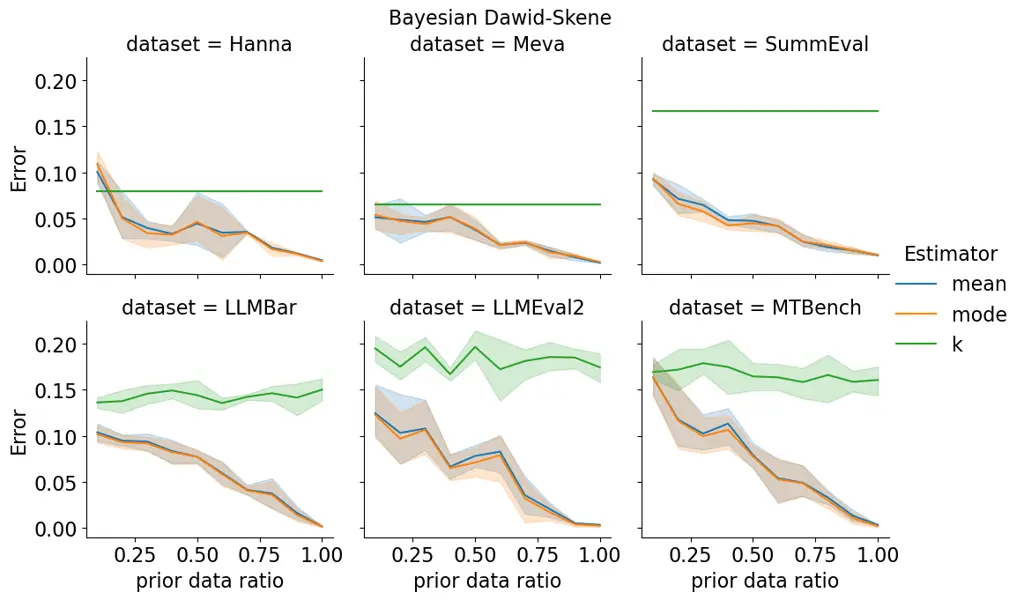 Bayesian Dawid-Skene
dataset = Hanna
dataset = Meva
dataset = SummEval
Error
0.20
0.15
0.10
0.05
0.00
Estimator
mean
mode
k
dataset = LLMBar
dataset = LLMEval2
dataset = MTBench
Error
0.20
0.15
0.10
0.05
0.00
0.25 0.50 0.75 1.00
0.25 0.50 0.75 1.00
0.25 0.50 0.75 1.00
prior data ratio
prior data ratio
prior data ratio